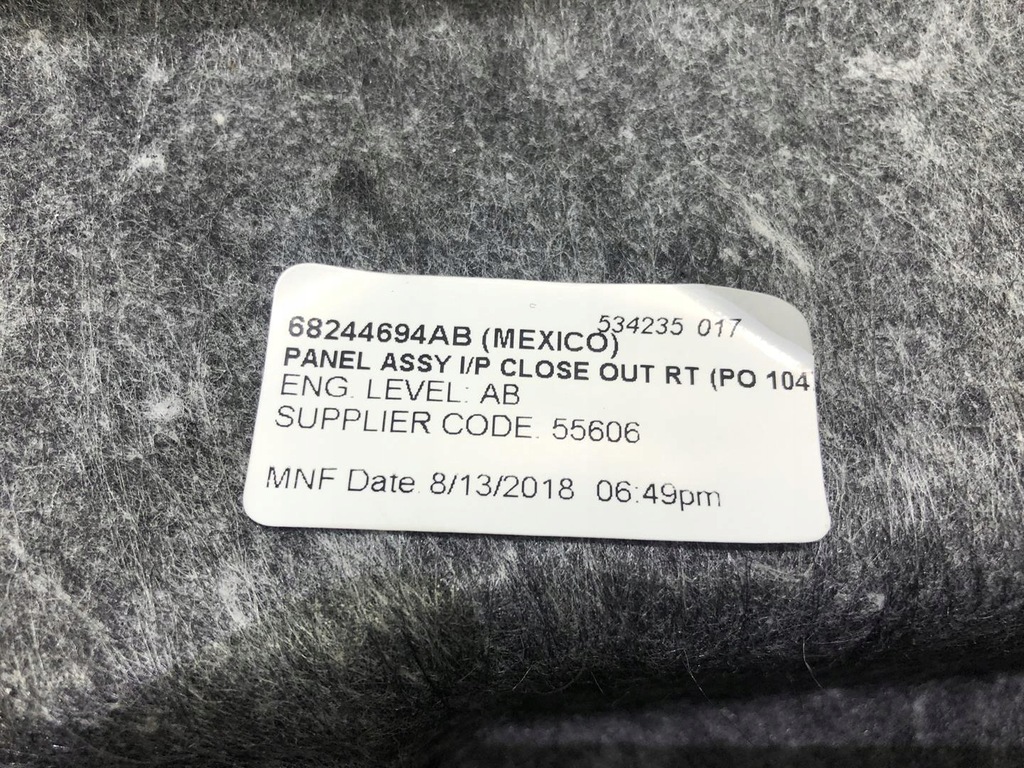 534235 017
68244694AB (MEXICO)
PANEL ASSY I/P CLOSE OUT RT (PO 104
ENG. LEVEL: AB
SUPPLIER CODE. 55606
MNF Date. 8/13/2018 06:49pm